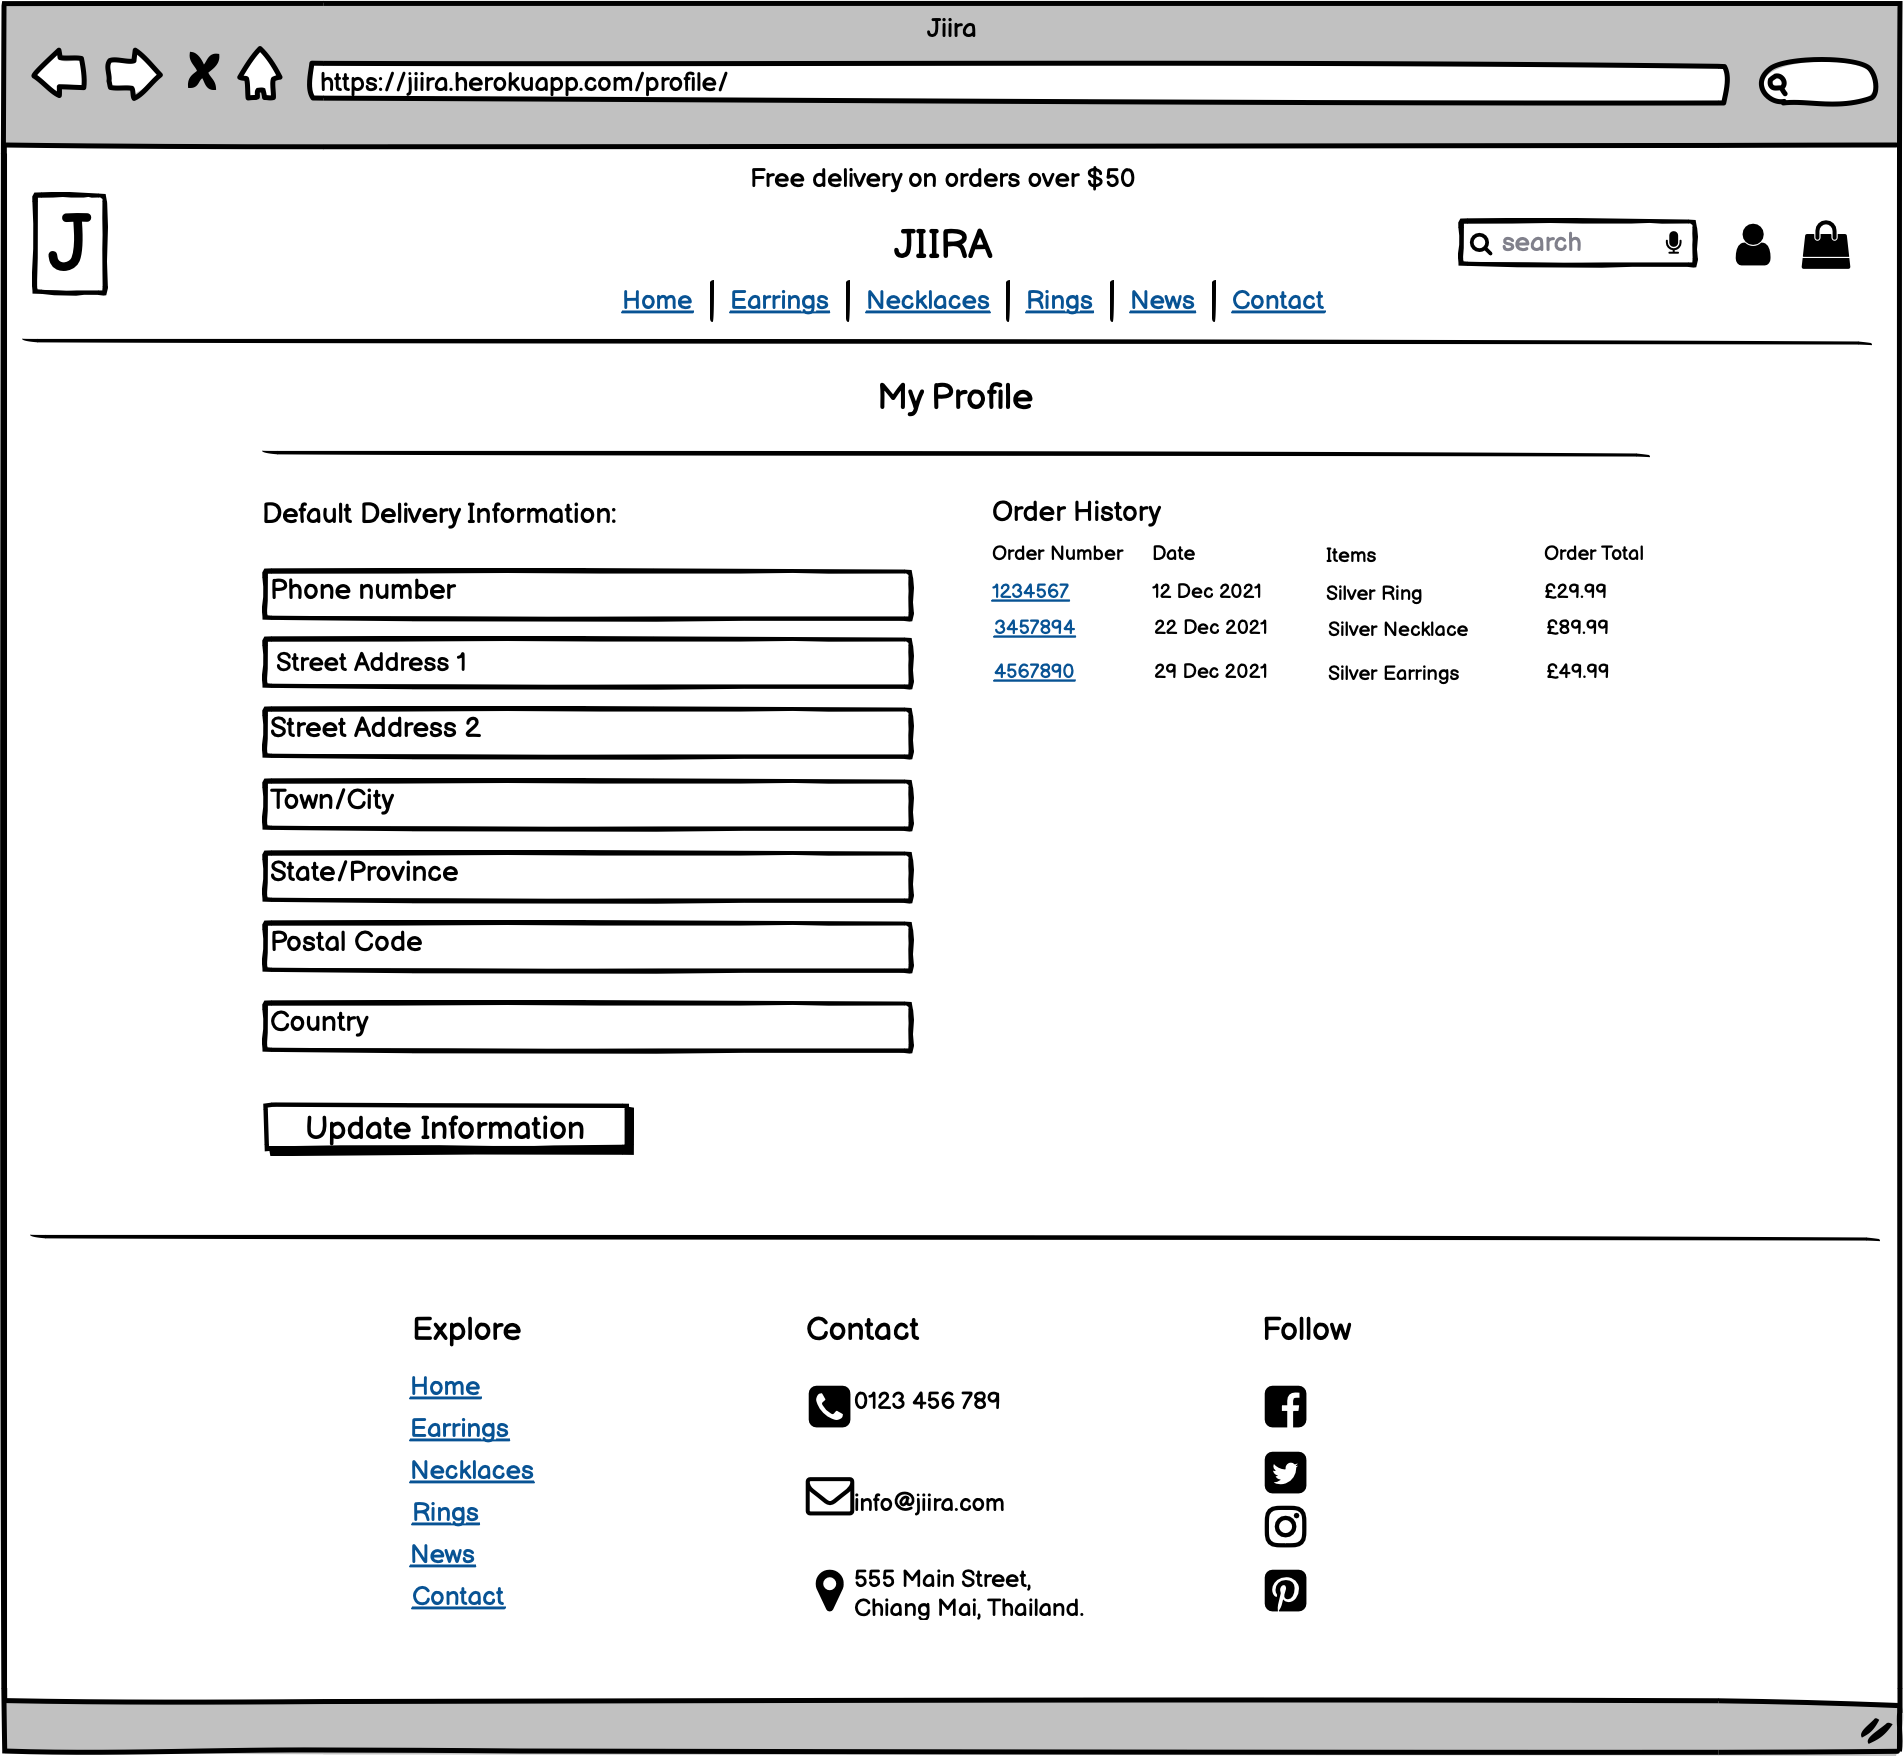 Jiira
https://jiira.herokuapp.com/profile/
Free delivery on orders over $50
J
JIIRA
search
Home Earrings Necklaces Rings News Contact
My Profile
Default Delivery Information:
Phone number
Street Address 1
Street Address 2
Town/City
State/Province
Postal Code
Country
Update Information
Order History
Order Number Date Items Order Total
1234567 12 Dec 2021 Silver Ring £29.99
3457894 22 Dec 2021 Silver Necklace £89.99
4567890 29 Dec 2021 Silver Earrings £49.99
Explore
Home
Earrings
Necklaces
Rings
News
Contact
Contact
0123 456 789
info@jiira.com
555 Main Street,
Chiang Mai, Thailand.
Follow